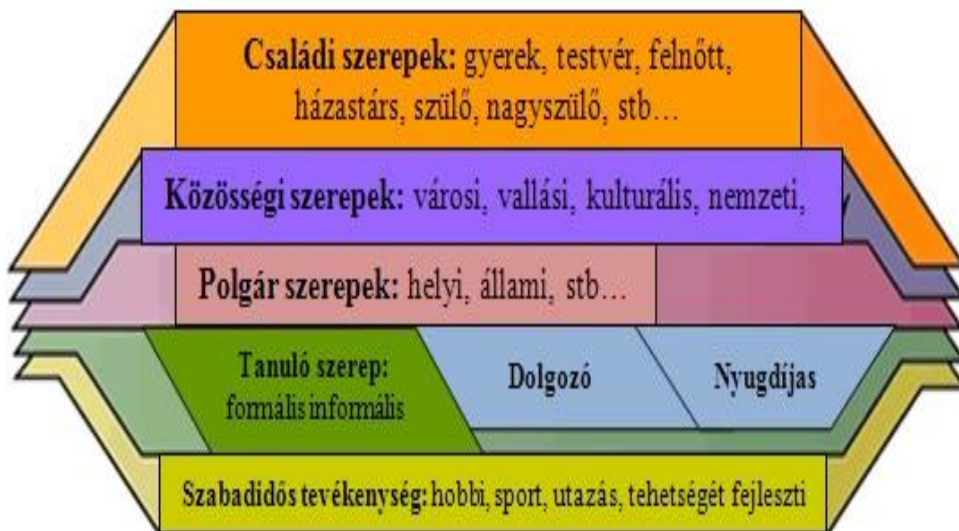 Családi szerepek: gyerek, testvér, felnőtt,
házastárs, szülő, nagyszülő, stb…
Közösségi szerepek: városi, vallási, kulturális, nemzeti,
Polgár szerepek: helyi, állami, stb…
Tanuló szerep:
formális informális
Dolgozó
Nyugdíjas
Szabadidős tevékenység: hobbi, sport, utazás, tehetségét fejleszti